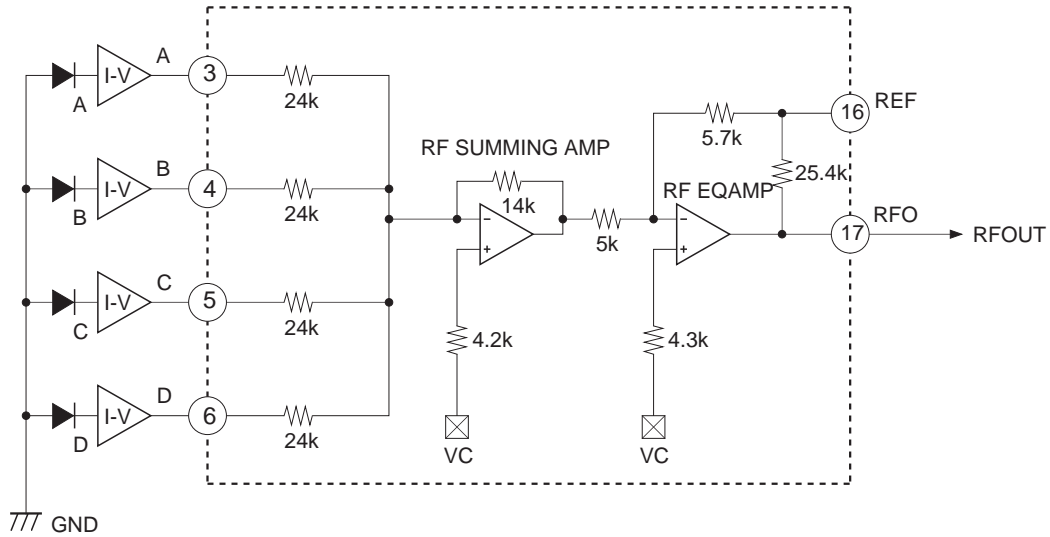 A
I-V
3
24k
A
B
I-V
4
24k
B
C
I-V
5
24k
C
D
I-V
6
24k
D
GND
RF SUMMING AMP
14k
−
+
4.2k
VC
5k
RF EQAMP
−
+
4.3k
VC
5.7k
25.4k
16
REF
17
RFO
RFOUT